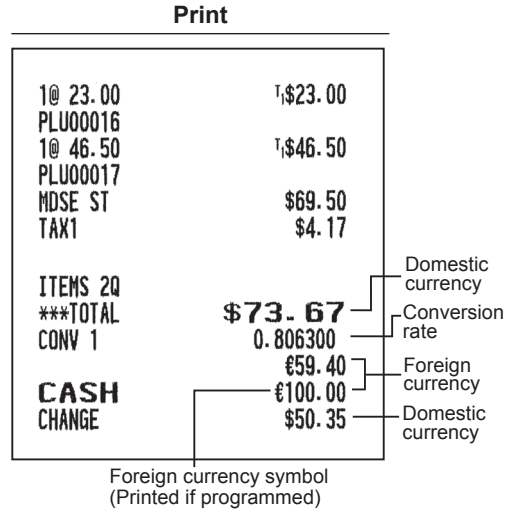 Print
1@ 23.00 T1$23.00
PLU00016
1@ 46.50 T1$46.50
PLU00017
MDSE ST $69.50
TAX1 $4.17
ITEMS 2Q
***TOTAL $73.67
Domestic
currency
CONV 1 0.806300
Conversion
rate
€59.40
CASH €100.00
Foreign
currency
CHANGE $50.35
Domestic
currency
Foreign currency symbol
(Printed if programmed)